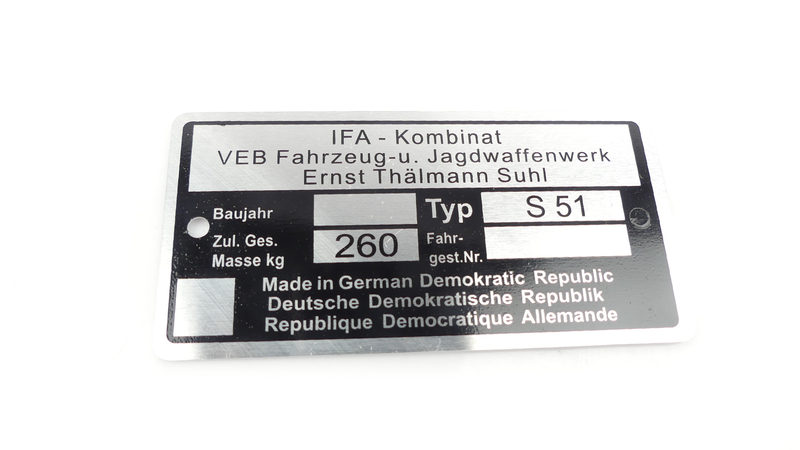 IFA - Kombinat
VEB Fahrzeug-u. Jagdwaffenwerk
Ernst Thälmann Suhl
Baujahr Typ S 51
Zul. Ges. Masse kg 260 Fahr-gest.Nr.
Made in German Demokratic Republic
Deutsche Demokratische Republik
Republique Democratique Allemande